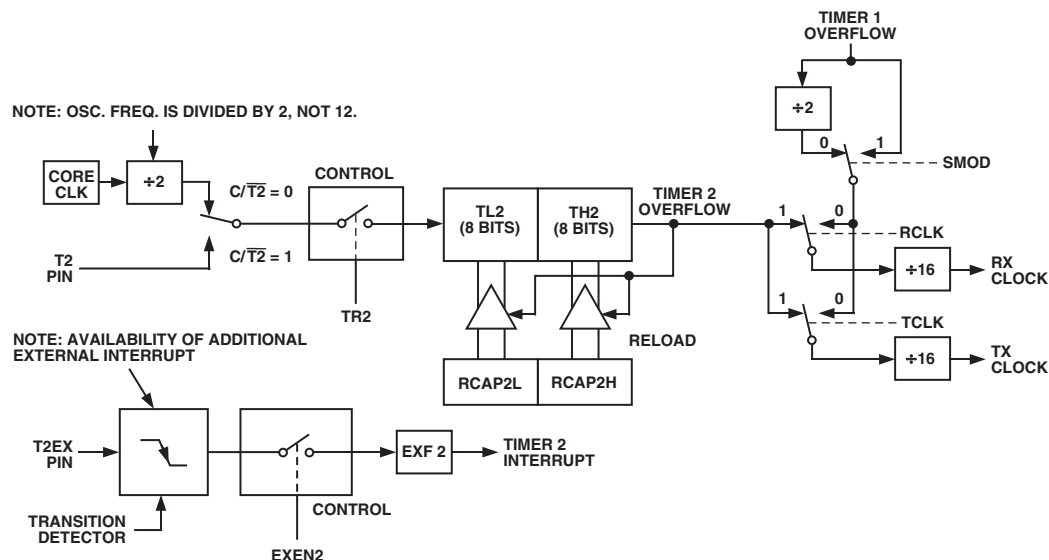 TIMER 1
OVERFLOW
NOTE: OSC. FREQ. IS DIVIDED BY 2, NOT 12.
÷2
0
1
SMOD
CORE
CLK
÷2
C/T2 = 0
CONTROL
TL2
(8 BITS)
TH2
(8 BITS)
TIMER 2
OVERFLOW
1
0
RCLK
T2
PIN
C/T2 = 1
÷16
RX
CLOCK
TR2
1
0
TCLK
RELOAD
÷16
TX
CLOCK
NOTE: AVAILABILITY OF ADDITIONAL
EXTERNAL INTERRUPT
RCAP2L
RCAP2H
T2EX
PIN
EXF 2
TIMER 2
INTERRUPT
CONTROL
TRANSITION
DETECTOR
EXEN2